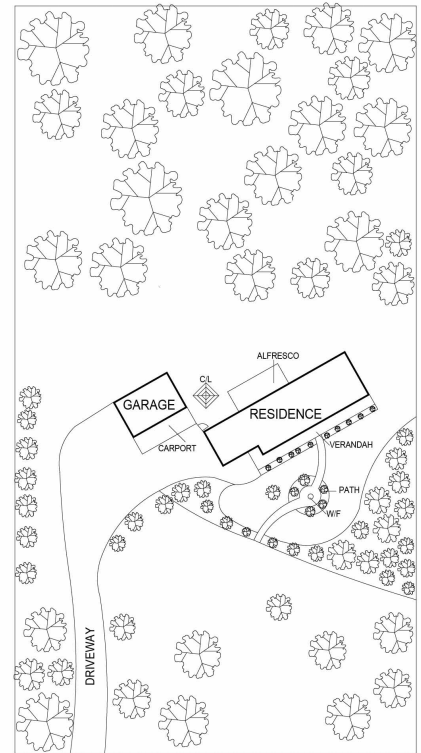 ALFRESCO
C/L
GARAGE
RESIDENCE
CARPORT
VERANDAH
PATH
W/F
DRIVEWAY